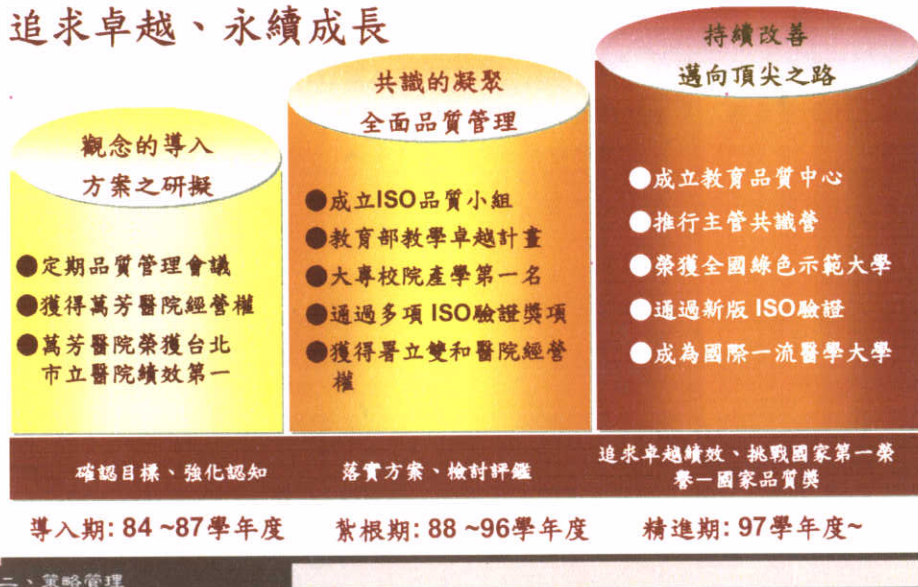 追求卓越、永續成長
觀念的導入
方案之研擬
●定期品質管理會議
●獲得萬芳醫院經營權
●萬芳醫院榮獲台北
市立醫院績效第一
確認目標、強化認知
導入期: 84 ~87學年度
共識的凝聚
全面品質管理
●成立ISO品質小組
●教育部教學卓越計畫
●大專校院產學第一名
●通過多項 ISO驗證獎項
●獲得署立雙和醫院經營
權
落實方案、檢討評鑑
紮根期: 88 ~96學年度
持續改善
邁向頂尖之路
●成立教育品質中心
●推行主管共識營
●榮獲全國綠色示範大學
●通過新版 ISO驗證
●成為國際一流醫學大學
追求卓越績效、挑戰國家第一榮
譽－國家品質獎
精進期: 97學年度~
二、策略管理